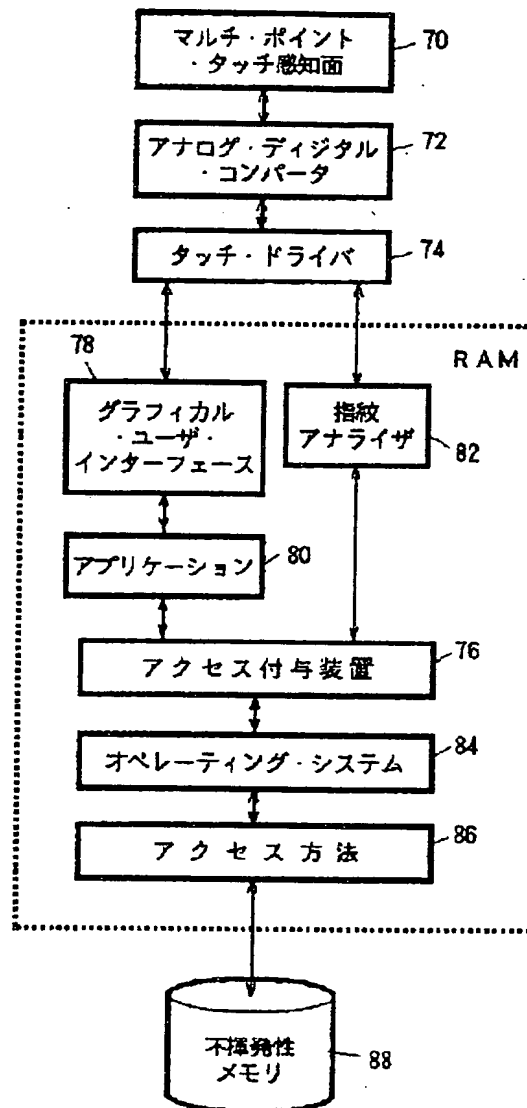 マルチ・ポイント
・タッチ感知面
70
アナログ・ディジタル
・コンバータ
72
タッチ・ドライバ
74
RAM
78
グラフィカル
・ユーザ・
インターフェース
指紋
アナライザ
82
アプリケーション
80
アクセス付与装置
76
オペレーティング・システム
84
アクセス方法
86
不揮発性
メモリ
88